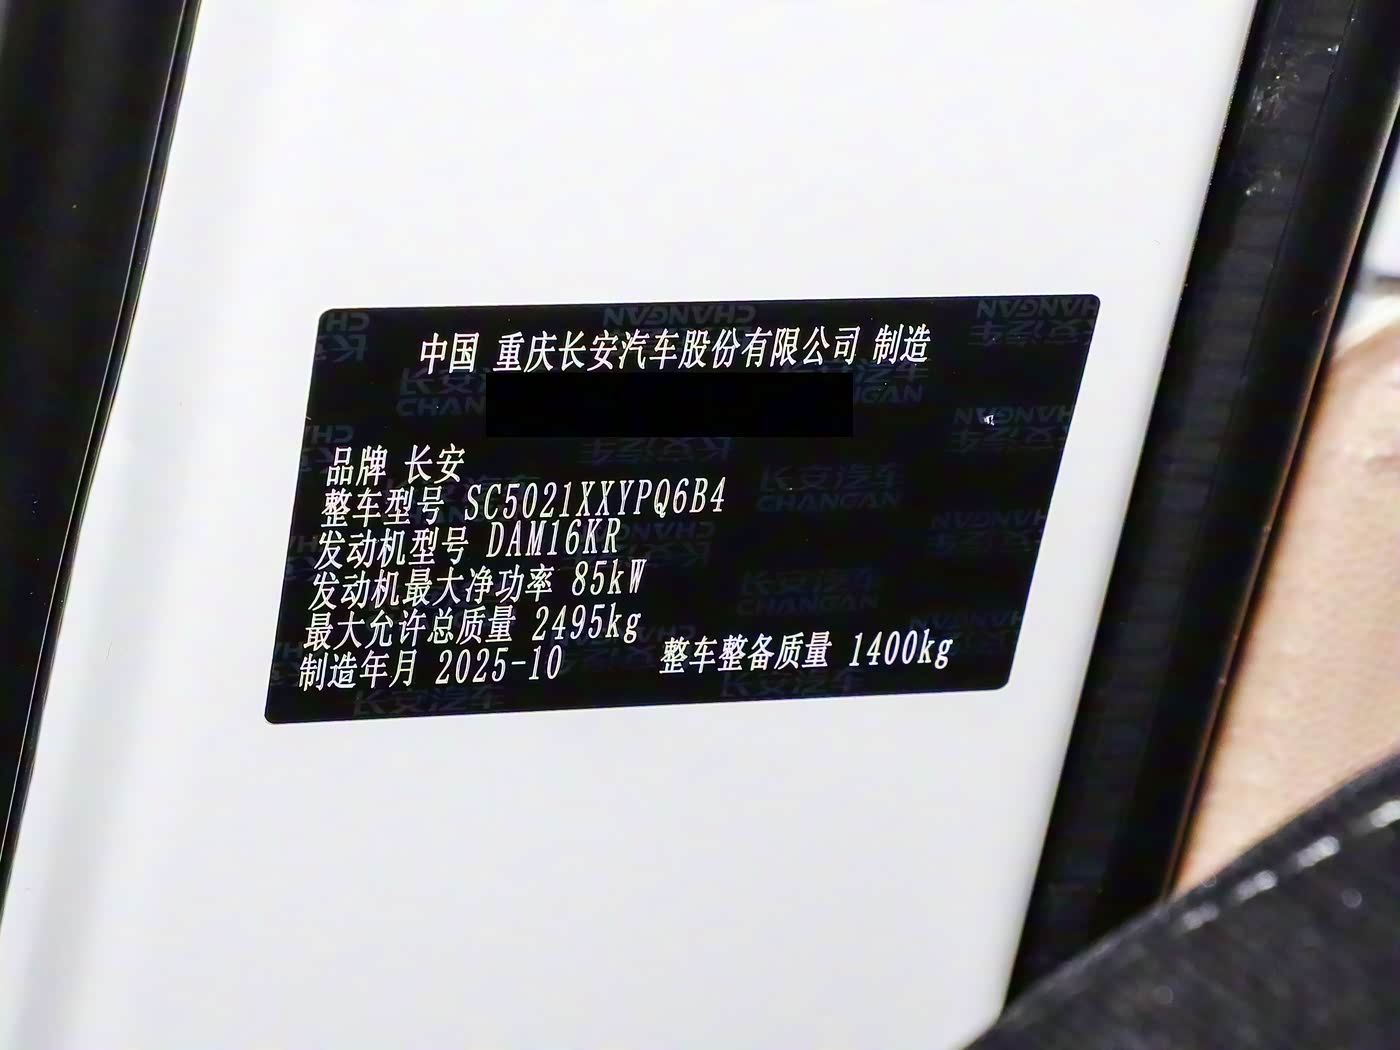 中国 重庆长安汽车股份有限公司 制造
品牌 长安
整车型号 SC5021XXYPQ6B4
发动机型号 DAM16KR
发动机最大净功率 85kW
最大允许总质量 2495kg
制造年月 2025-10 整车整备质量 1400kg